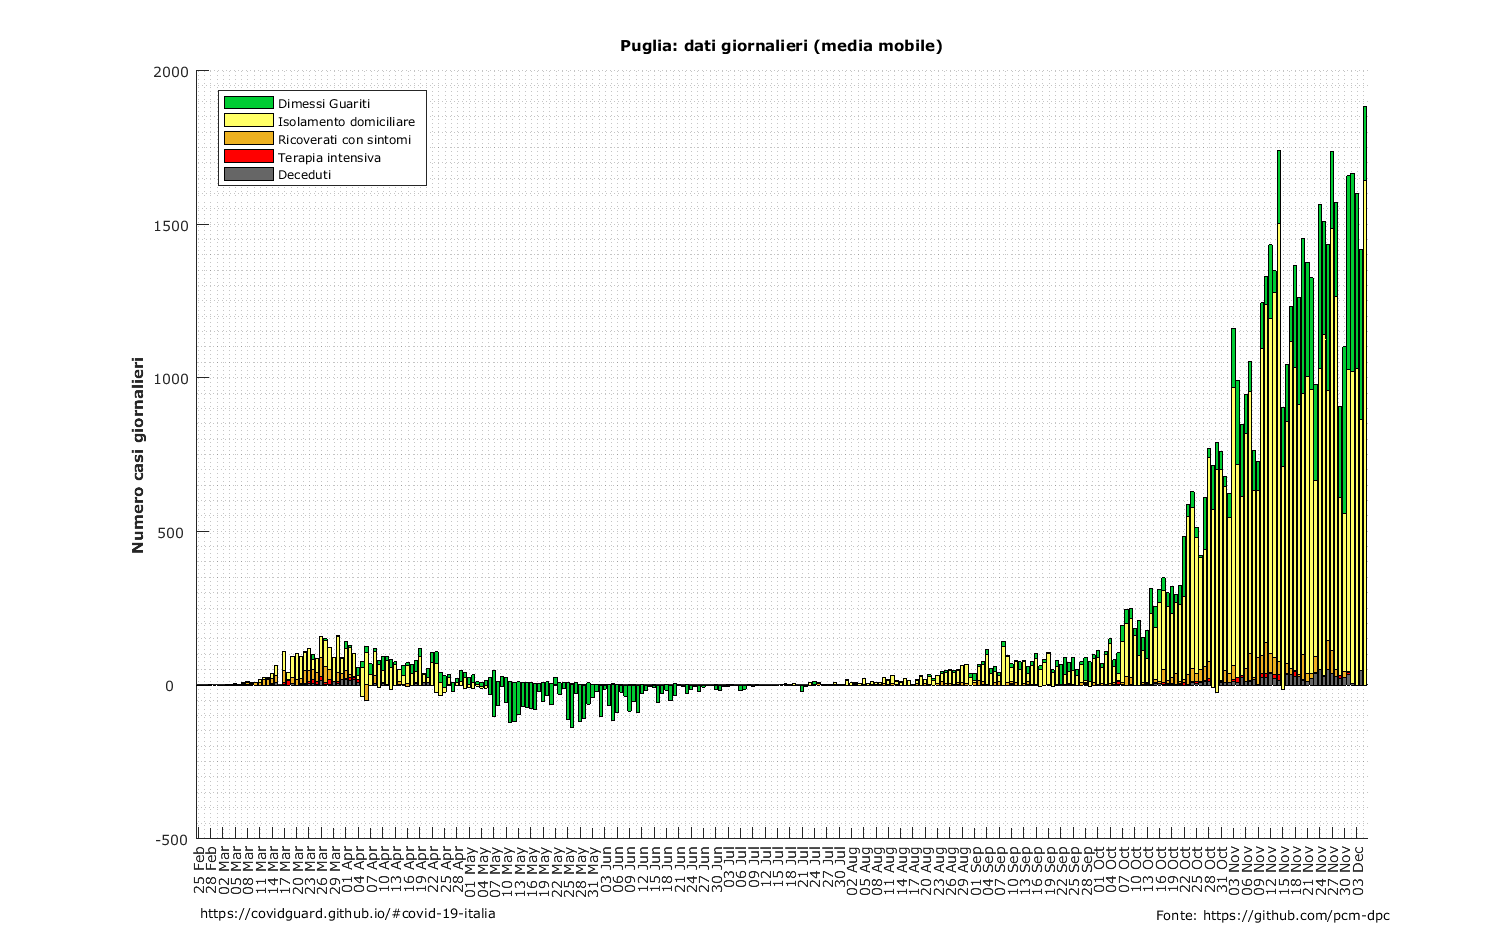 Puglia: dati giornalieri (media mobile)
Numero casi giornalieri
2000
1500
1000
500
0
-500
Dimessi Guariti
Isolamento domiciliare
Ricoverati con sintomi
Terapia intensiva
Deceduti
25 Feb
28 Feb
02 Mar
05 Mar
08 Mar
11 Mar
14 Mar
17 Mar
20 Mar
23 Mar
26 Mar
29 Mar
01 Apr
04 Apr
07 Apr
10 Apr
13 Apr
16 Apr
19 Apr
22 Apr
25 Apr
28 Apr
01 May
04 May
07 May
10 May
13 May
16 May
19 May
22 May
25 May
28 May
31 May
03 Jun
06 Jun
09 Jun
12 Jun
15 Jun
18 Jun
21 Jun
24 Jun
27 Jun
30 Jun
03 Jul
06 Jul
09 Jul
12 Jul
15 Jul
18 Jul
21 Jul
24 Jul
27 Jul
30 Jul
02 Aug
05 Aug
08 Aug
11 Aug
14 Aug
17 Aug
20 Aug
23 Aug
26 Aug
29 Aug
01 Sep
04 Sep
07 Sep
10 Sep
13 Sep
16 Sep
19 Sep
22 Sep
25 Sep
28 Sep
01 Oct
04 Oct
07 Oct
10 Oct
13 Oct
16 Oct
19 Oct
22 Oct
25 Oct
28 Oct
31 Oct
03 Nov
06 Nov
09 Nov
12 Nov
15 Nov
18 Nov
21 Nov
24 Nov
27 Nov
30 Nov
03 Dec
https://covidguard.github.io/#covid-19-italia
Fonte: https://github.com/pcm-dpc